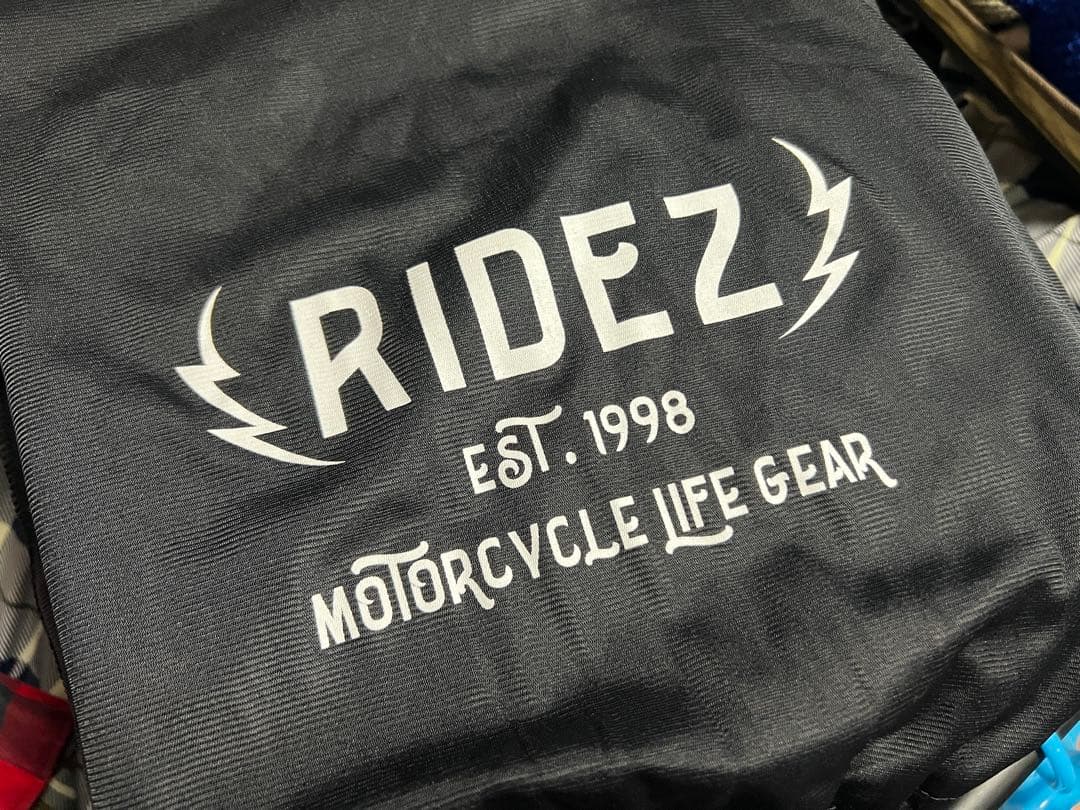 RIDEZ
EST. 1998
MOTORCYCLE LIFE GEAR